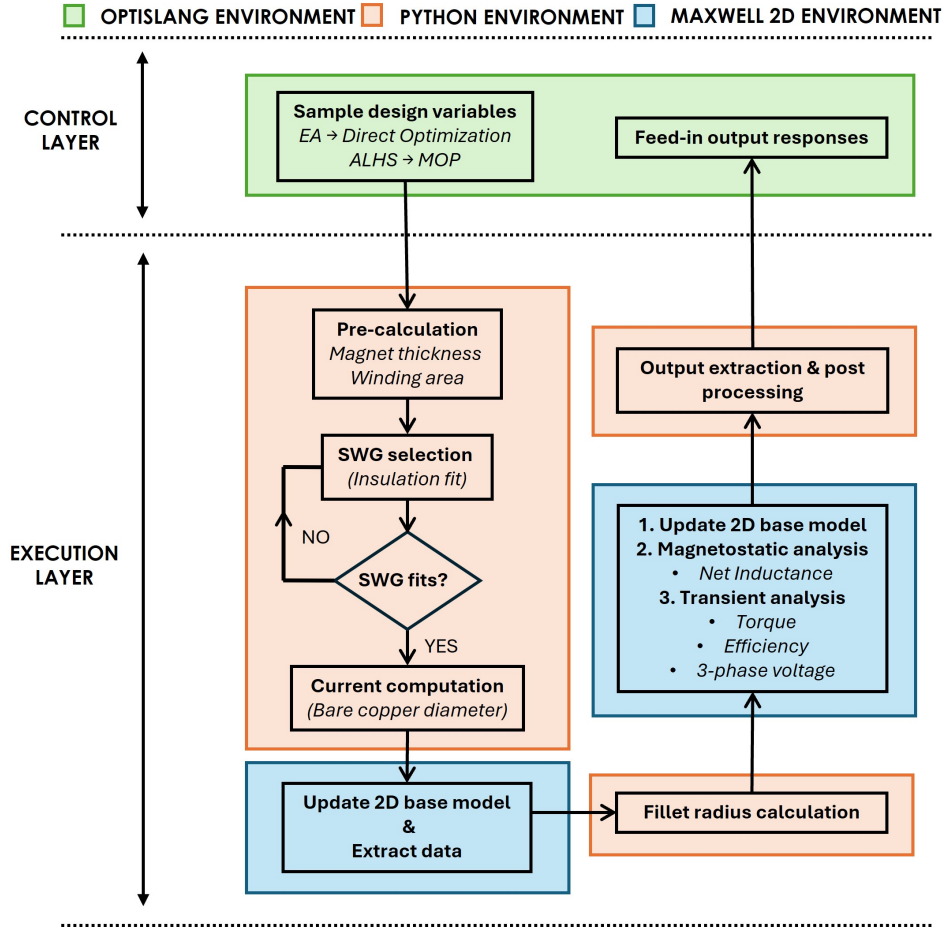 OPTISLANG ENVIRONMENT
PYTHON ENVIRONMENT
MAXWELL 2D ENVIRONMENT
CONTROL
LAYER
Sample design variables
EA → Direct Optimization
ALHS → MOP
Feed-in output responses
EXECUTION
LAYER
Pre-calculation
Magnet thickness
Winding area
SWG selection
(Insulation fit)
NO
SWG fits?
YES
Current computation
(Bare copper diameter)
Update 2D base model
&
Extract data
Fillet radius calculation
1. Update 2D base model
2. Magnetostatic analysis
• Net Inductance
3. Transient analysis
• Torque
• Efficiency
• 3-phase voltage
Output extraction & post
processing